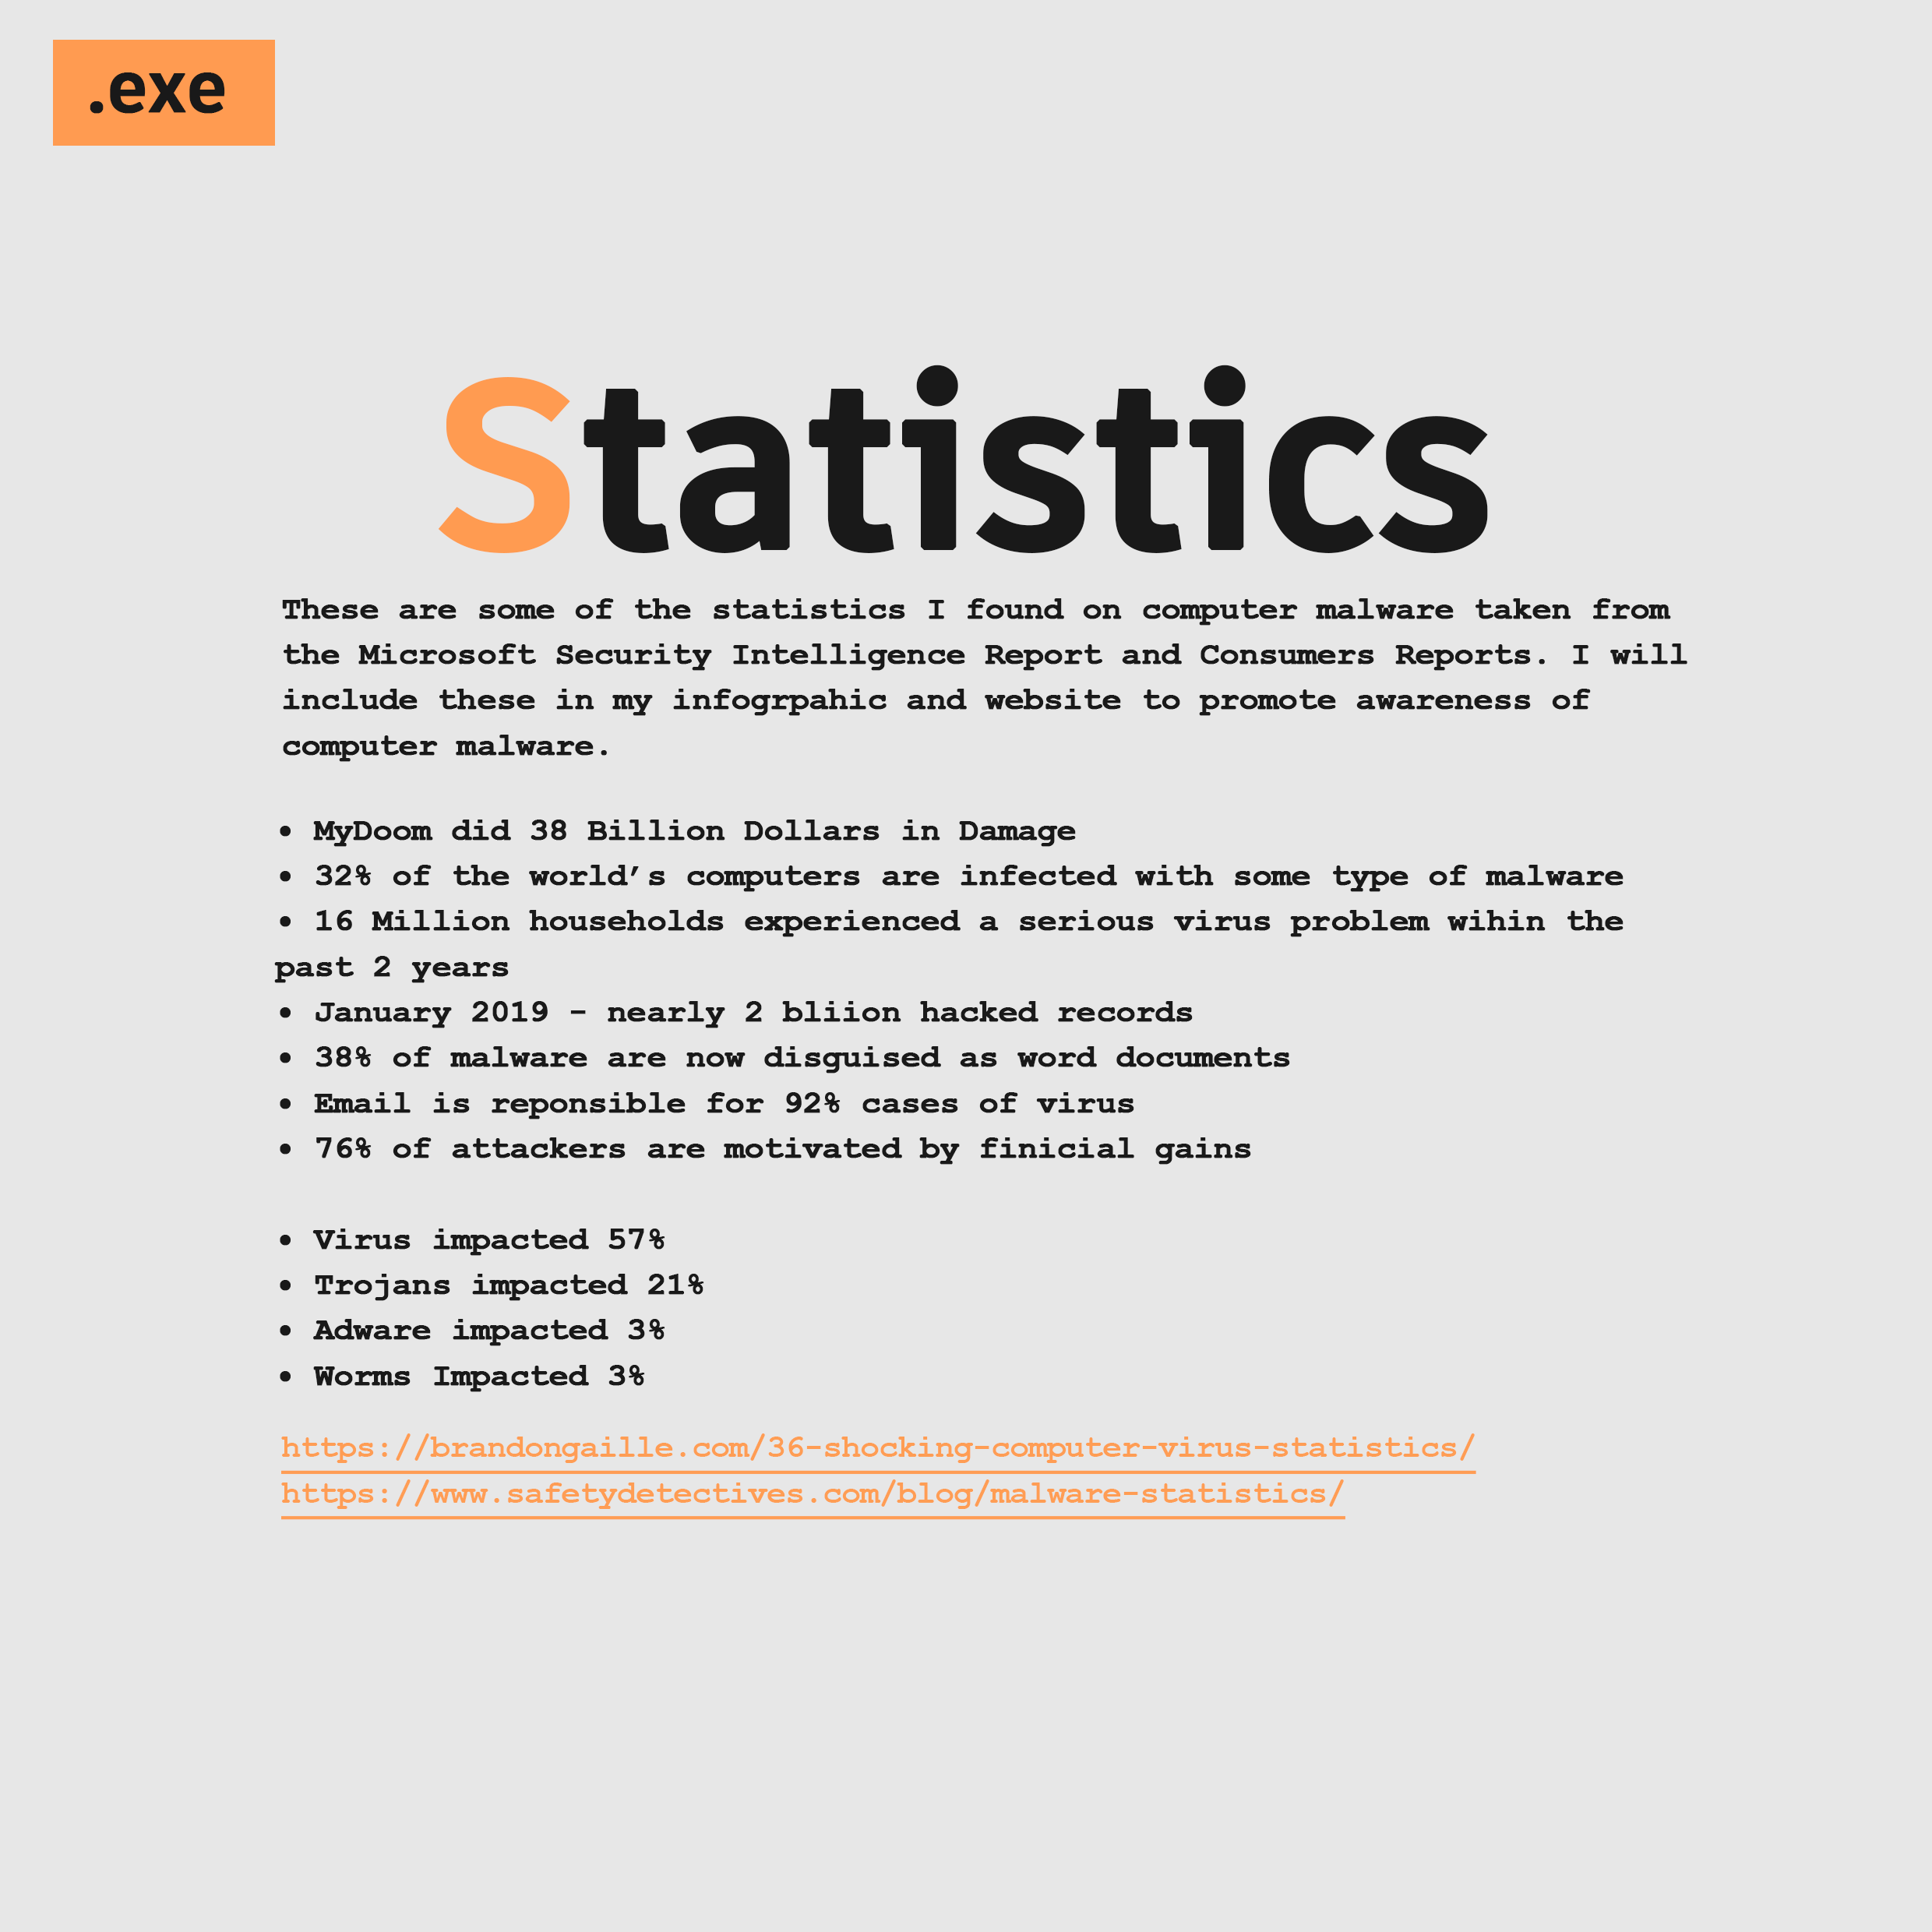 .exe
Statistics
These are some of the statistics I found on computer malware taken from
the Microsoft Security Intelligence Report and Consumers Reports. I will
include these in my infogrpahic and website to promote awareness of
computer malware.
• MyDoom did 38 Billion Dollars in Damage
• 32% of the world’s computers are infected with some type of malware
• 16 Million households experienced a serious virus problem wihin the
past 2 years
• January 2019 - nearly 2 bliion hacked records
• 38% of malware are now disguised as word documents
• Email is reponsible for 92% cases of virus
• 76% of attackers are motivated by finicial gains
• Virus impacted 57%
• Trojans impacted 21%
• Adware impacted 3%
• Worms Impacted 3%
https://brandongaille.com/36-shocking-computer-virus-statistics/
https://www.safetydetectives.com/blog/malware-statistics/